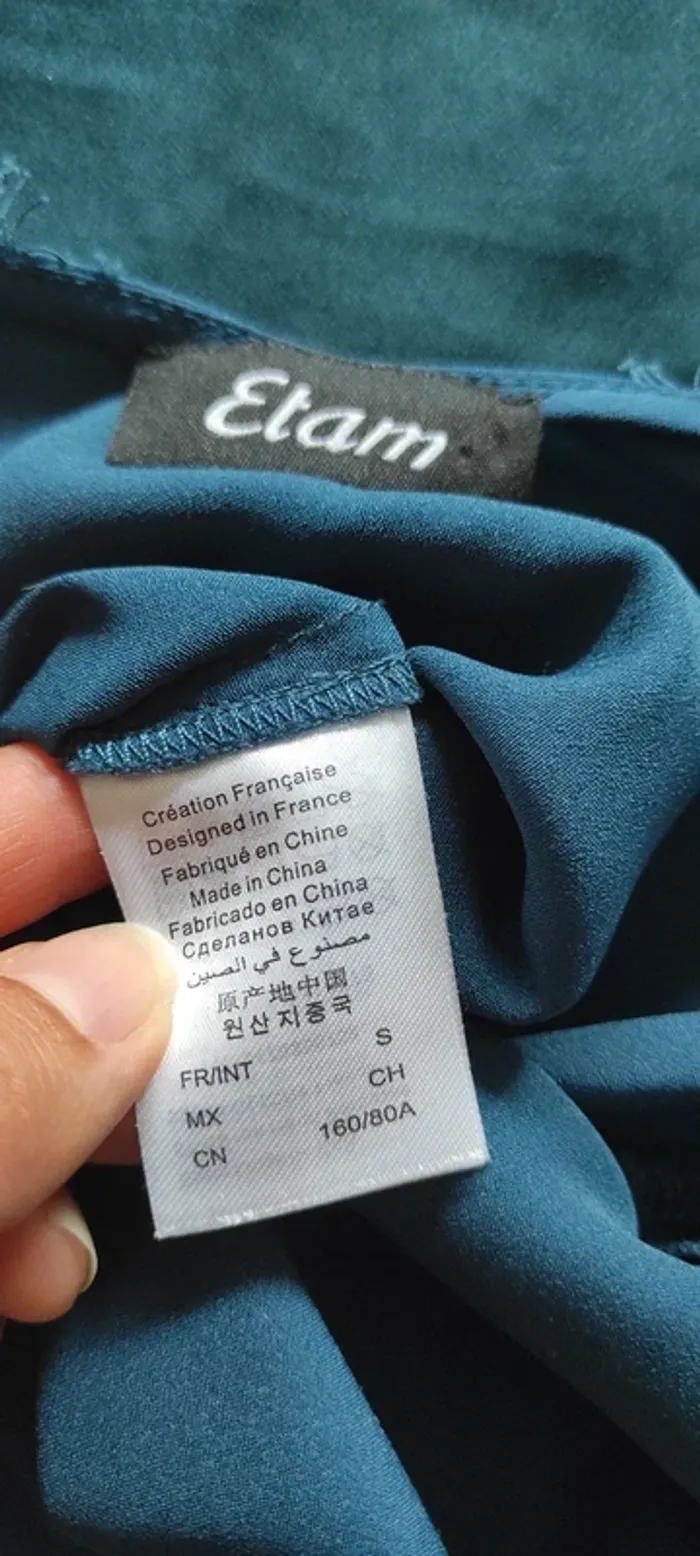 Etam
Création Française
Designed in France
Fabriqué en Chine
Made in China
Fabricado en China
Сделанов Китае
مصنوع في الصين
原产地中国
원산지중국
FR/INT S
MX CH
CN 160/80A